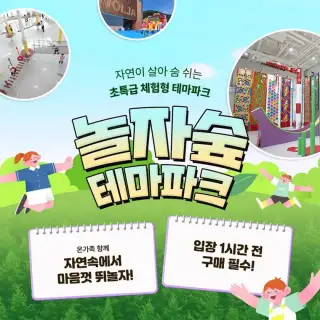 NOLJA
자연이 살아 숨 쉬는
초특급 체험형 테마파크
놀자숲
테마파크
온가족 함께
자연속에서
마음껏 뛰놀자!
입장 1시간 전
구매 필수!